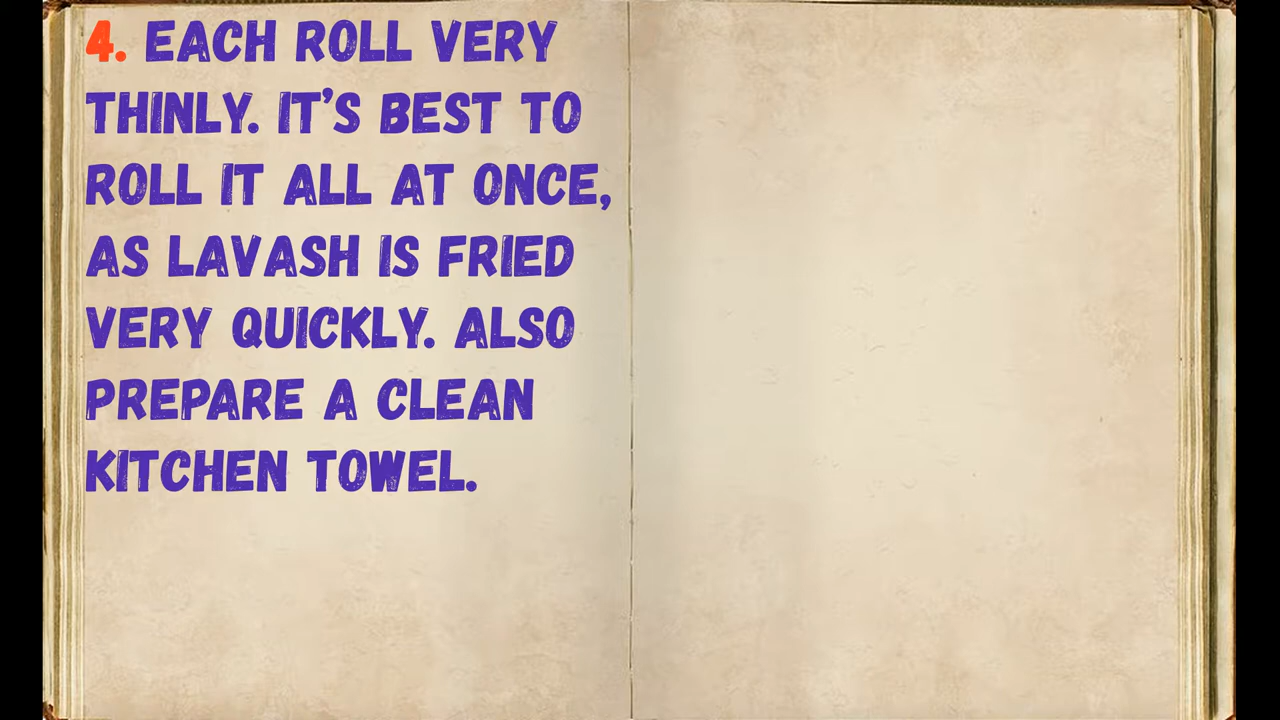 4. EACH ROLL VERY
THINLY. IT’S BEST TO
ROLL IT ALL AT ONCE,
AS LAVASH IS FRIED
VERY QUICKLY. ALSO
PREPARE A CLEAN
KITCHEN TOWEL.